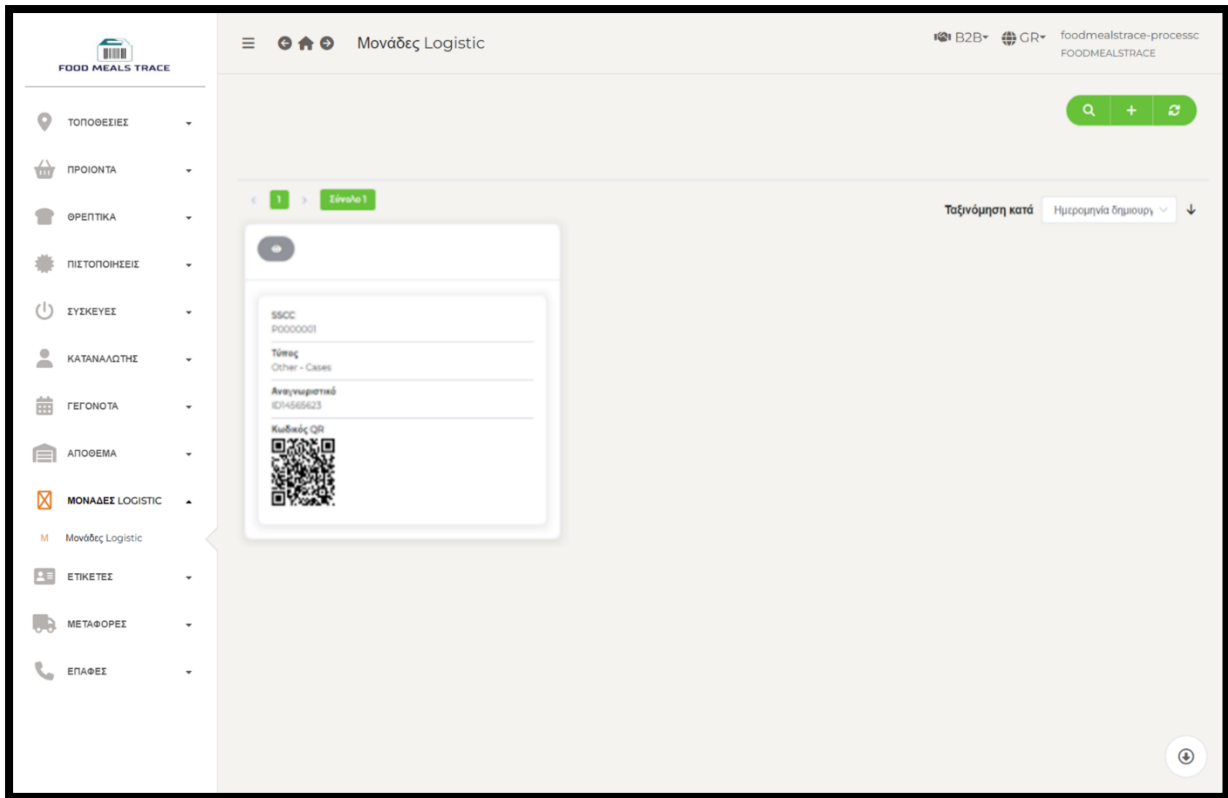 FOOD MEALS TRACE
Μονάδες Logistic
B2B
GR
foodmealstrace-processc
FOODMEALSTRACE
ΤΟΠΟΘΕΣΙΕΣ
ΠΡΟΙΟΝΤΑ
ΘΡΕΠΤΙΚΑ
ΠΙΣΤΟΠΟΙΗΣΕΙΣ
ΣΥΣΚΕΥΕΣ
ΚΑΤΑΝΑΛΩΤΗΣ
ΓΕΓΟΝΟΤΑ
ΑΠΟΘΕΜΑ
ΜΟΝΑΔΕΣ LOGISTIC
M Μονάδες Logistic
ΕΤΙΚΕΤΕΣ
ΜΕΤΑΦΟΡΕΣ
ΕΠΑΦΕΣ
1 Σύνολο 1
Ταξινόμηση κατά Ημερομηνία δημιουργ
SSCC
P0000001
Τύπος
Other - Cases
Αναγνωριστικό
ID14565623
Κωδικός QR